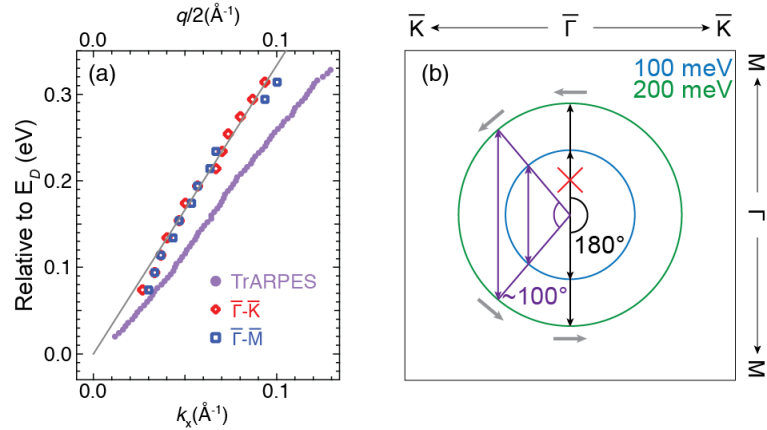 q/2(Å⁻¹)
0.0 0.1
(a)
Relative to E_D (eV)
0.3
0.2
0.1
0.0
TrARPES
Γ̅-K̅
Γ̅-M̅
0.0 0.1
kₓ(Å⁻¹)
K̅ Γ̅ K̅
(b)
100 meV
200 meV
180°
~100°
M
Γ
M